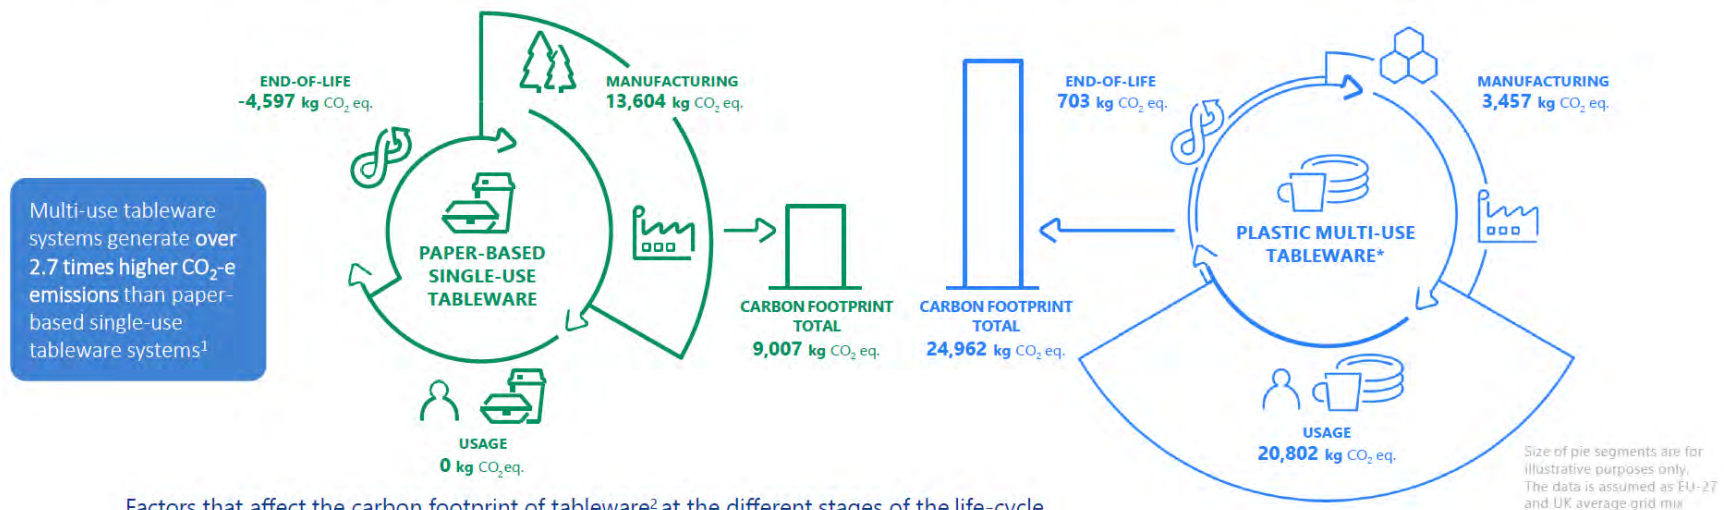 Multi-use tableware
systems generate over
2.7 times higher CO₂-e
emissions than paper-
based single-use
tableware systems¹
END-OF-LIFE
-4,597 kg CO₂ eq.
MANUFACTURING
13,604 kg CO₂ eq.
PAPER-BASED
SINGLE-USE
TABLEWARE
USAGE
0 kg CO₂eq.
CARBON FOOTPRINT
TOTAL
9,007 kg CO₂ eq.
CARBON FOOTPRINT
TOTAL
24,962 kg CO₂ eq.
END-OF-LIFE
703 kg CO₂ eq.
MANUFACTURING
3,457 kg CO₂ eq.
PLASTIC MULTI-USE
TABLEWARE*
USAGE
20,802 kg CO₂ eq.
Size of pie segments are for
illustrative purposes only.
The data is assumed as EU-27
and UK average grid mix
Factors that affect the carbon footprint of tableware² at the different stages of the life-cycle